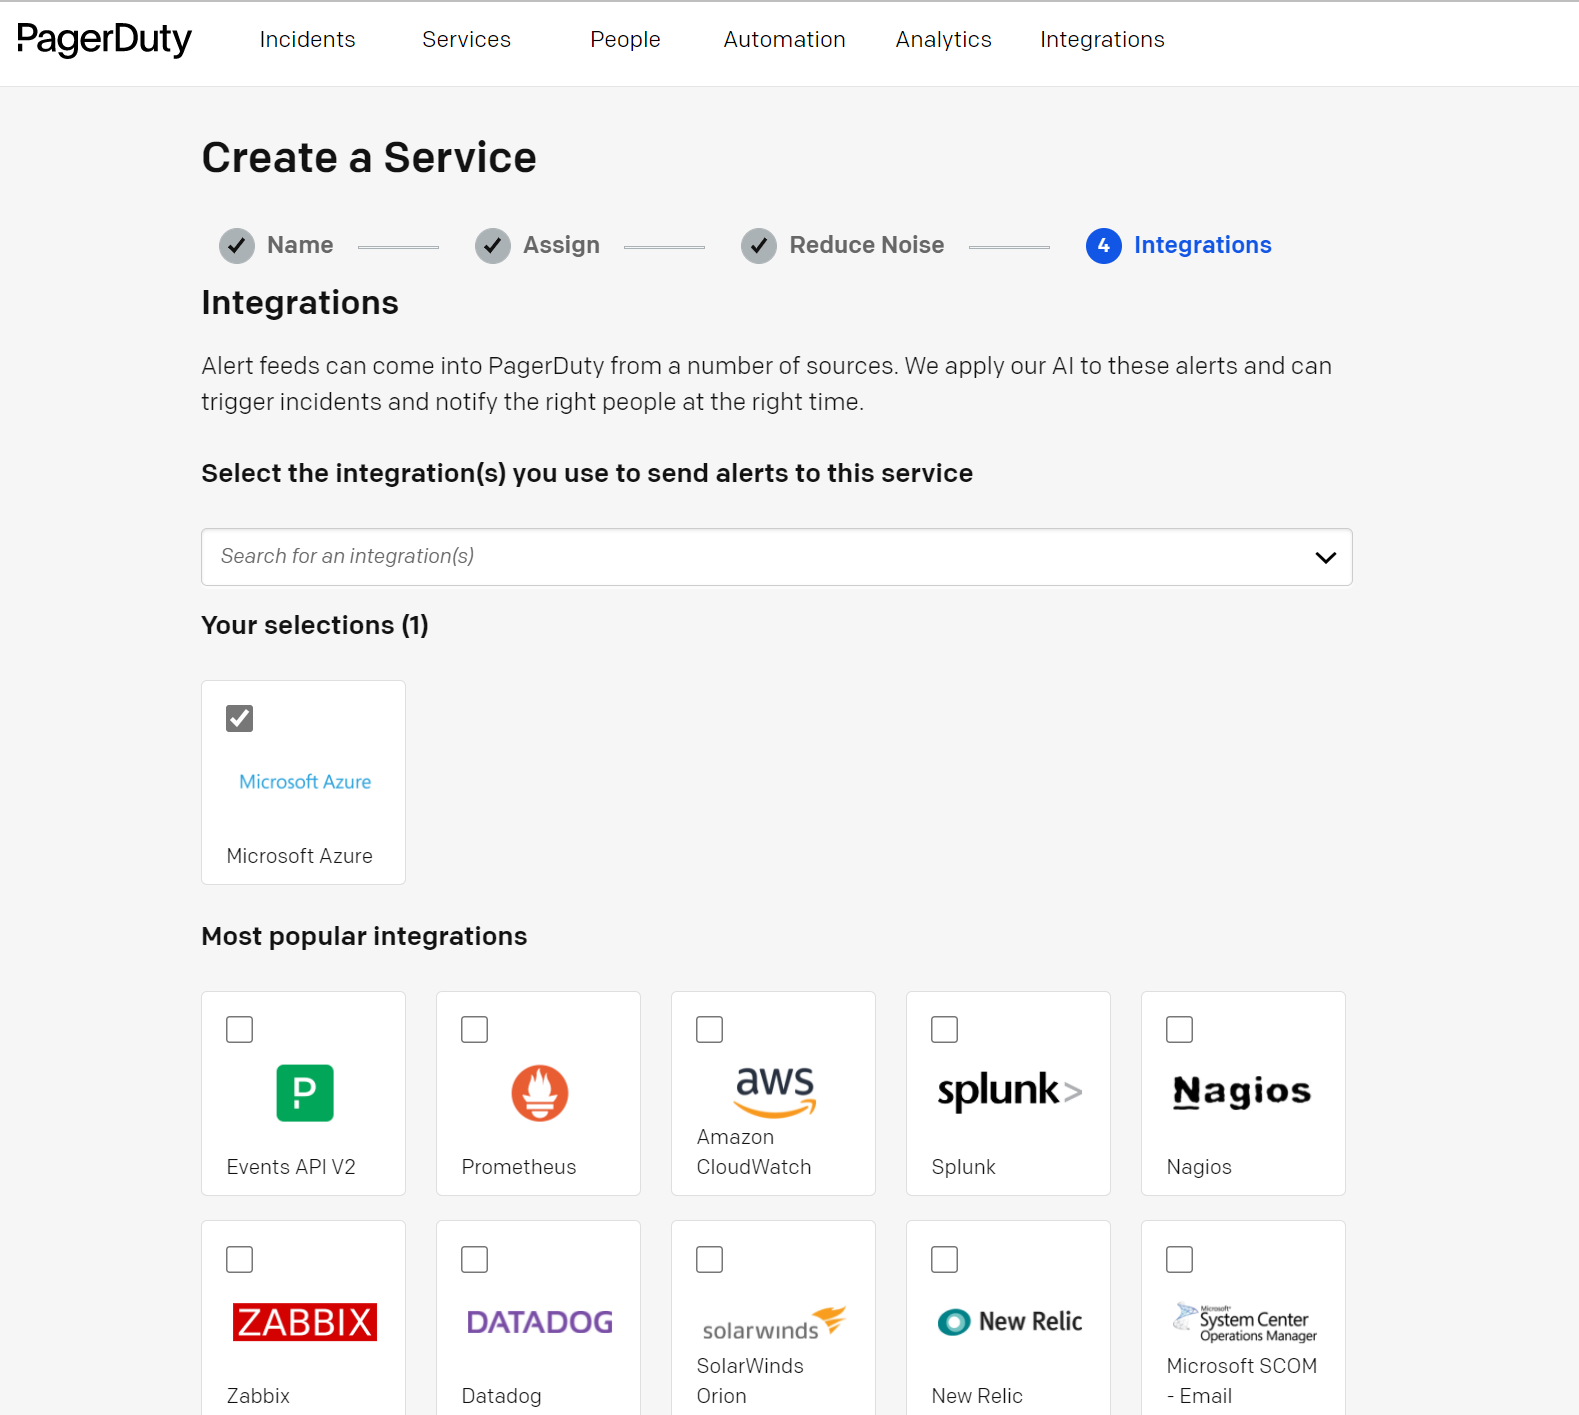 PagerDuty Incidents Services People Automation Analytics Integrations
Create a Service
Name Assign Reduce Noise 4 Integrations
Integrations
Alert feeds can come into PagerDuty from a number of sources. We apply our AI to these alerts and can
trigger incidents and notify the right people at the right time.
Select the integration(s) you use to send alerts to this service
Search for an integration(s)
Your selections (1)
Microsoft Azure
Microsoft Azure
Most popular integrations
P
aws
splunk>
Nagios
Events API V2
Prometheus
Amazon
CloudWatch
Splunk
Nagios
ZABBIX
DATADOG
solarwinds
New Relic
Microsoft
System Center
Operations Manager
Zabbix
Datadog
SolarWinds
Orion
New Relic
Microsoft SCOM
- Email